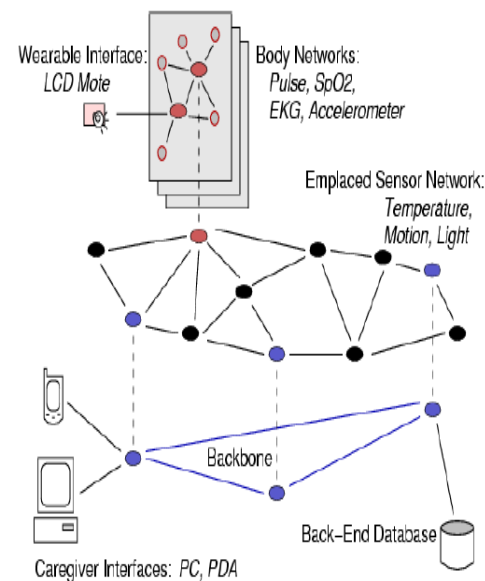 Wearable Interface:
LCD Mote
Body Networks:
Pulse, SpO2,
EKG, Accelerometer
Emplaced Sensor Network:
Temperature,
Motion, Light
Backbone
Back-End Database
Caregiver Interfaces: PC, PDA